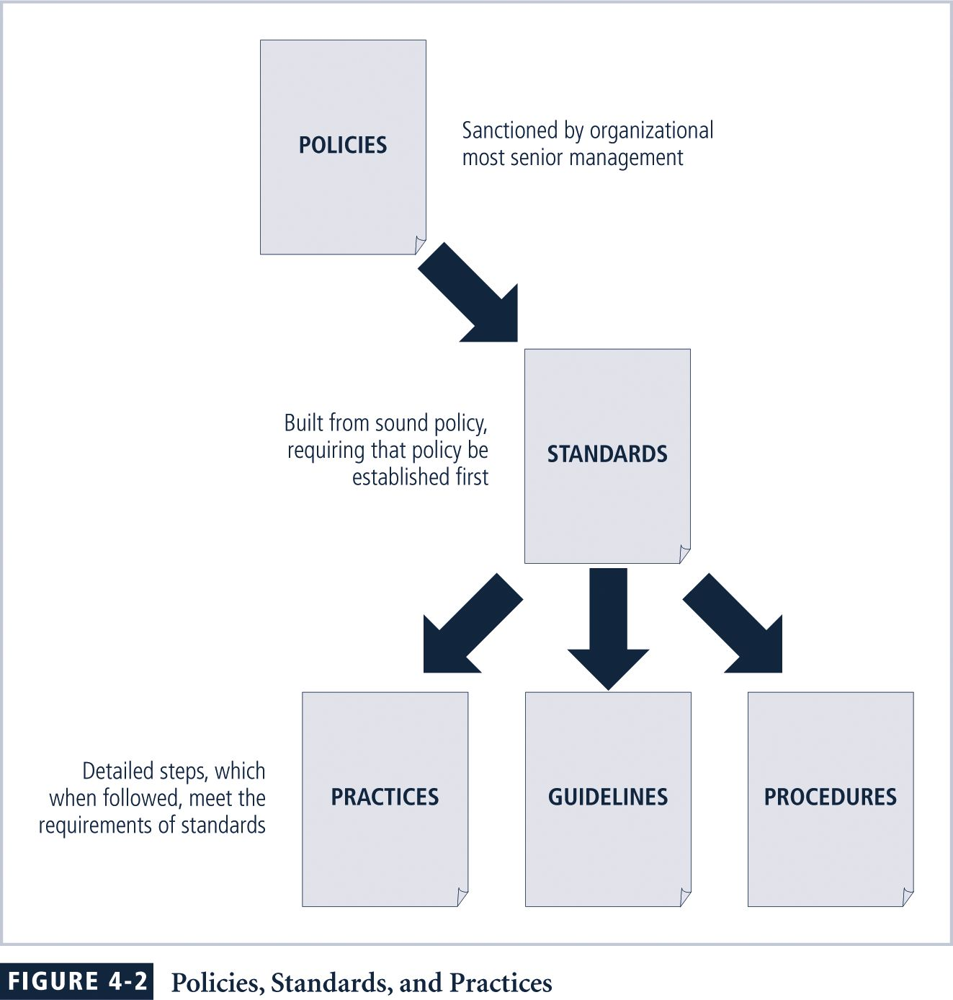 POLICIES
Sanctioned by organizational
most senior management
Built from sound policy,
requiring that policy be
established first
STANDARDS
Detailed steps, which
when followed, meet the
requirements of standards
PRACTICES
GUIDELINES
PROCEDURES
FIGURE 4-2 Policies, Standards, and Practices